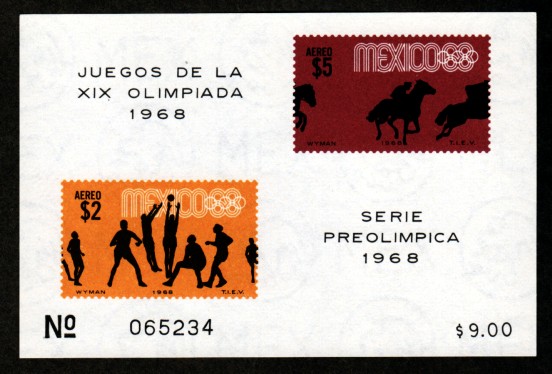 JUEGOS DE LA
XIX OLIMPIADA
1968
AEREO
$5
MEXICO68
WYMAN 1968 T.I.E.V.
AEREO
$2
MEXICO68
WYMAN 1968 T.I.E.V.
SERIE
PREOLIMPICA
1968
Nº 065234
$9.00